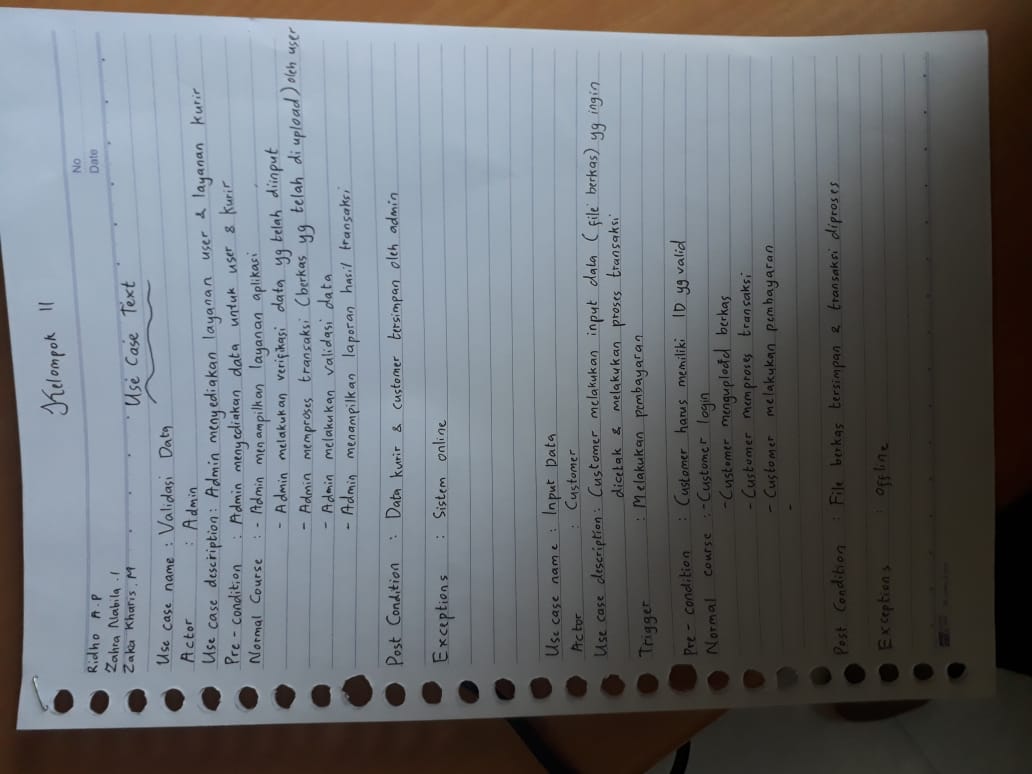 Kelompok 11
No
Date
Ridho A.P
Zahra Nabila.I
Zaka Kharis.M
Use Case Text
Use case name : Validasi Data
Actor : Admin
Use case description : Admin menyediakan layanan user & layanan kurir
Pre-condition : Admin menyediakan data untuk user & kurir
Normal Course : - Admin menampilkan layanan aplikasi
- Admin melakukan verifikasi data yg telah diinput
- Admin memproses transaksi (berkas yg telah di upload) oleh user
- Admin melakukan validasi data
- Admin menampilkan laporan hasil transaksi
Post Condition : Data kurir & customer tersimpan oleh admin
Exceptions : Sistem online
Use case name : Input Data
Actor : Customer
Use case description : Customer melakukan input data (file berkas) yg ingin
dicetak & melakukan proses transaksi
Trigger : Melakukan pembayaran
Pre-condition : Customer harus memiliki ID yg valid
Normal course : - Customer login
- Customer mengupload berkas
- Customer memproses transaksi
- Customer melakukan pembayaran
-
Post Condition : File berkas tersimpan & transaksi diproses
Exceptions : offline